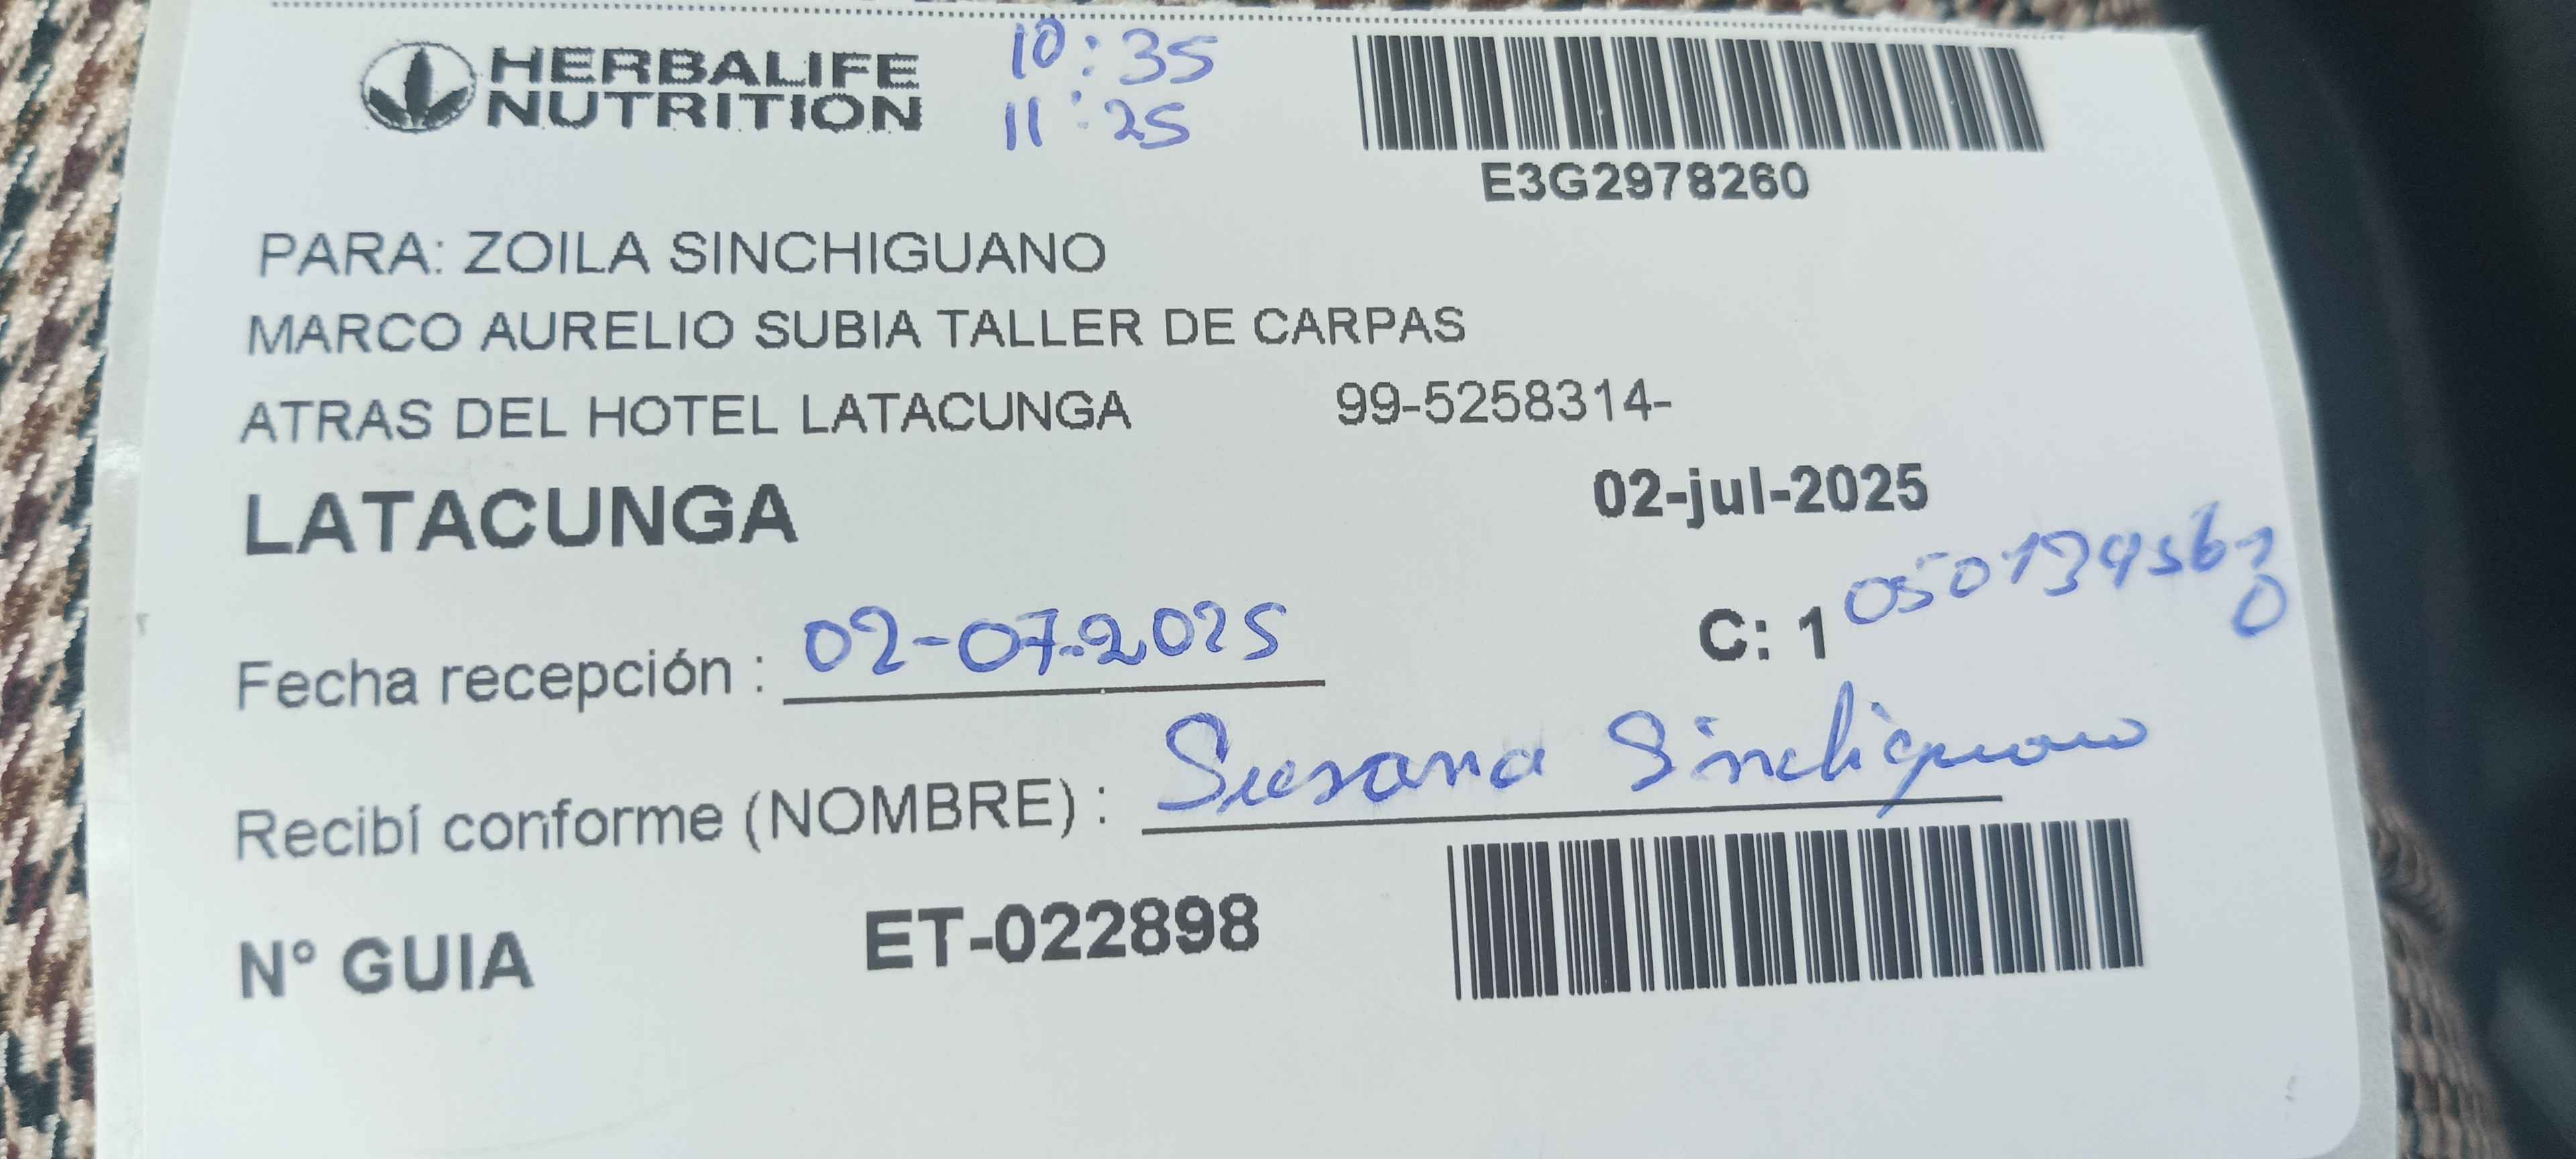 HERBALIFE
NUTRITION
10:35
11:25
E3G2978260
PARA: ZOILA SINCHIGUANO
MARCO AURELIO SUBIA TALLER DE CARPAS
ATRAS DEL HOTEL LATACUNGA 99-5258314-
LATACUNGA
02-jul-2025
Fecha recepción : 02-07-2025
C: 1
Recibí conforme (NOMBRE) : Susana Sinchiguano
N° GUIA ET-022898